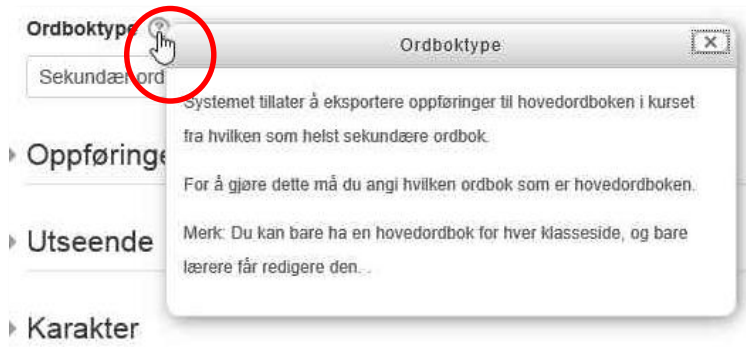 Ordboktype
Ordboktype
Sekundær ord
Systemet tillater å eksportere oppføringer til hovedordboken i kurset
fra hvilken som helst sekundære ordbok.
Oppføringe
For å gjøre dette må du angi hvilken ordbok som er hovedordboken.
Utseende
Merk: Du kan bare ha en hovedordbok for hver klasseside, og bare
lærere får redigere den. .
Karakter